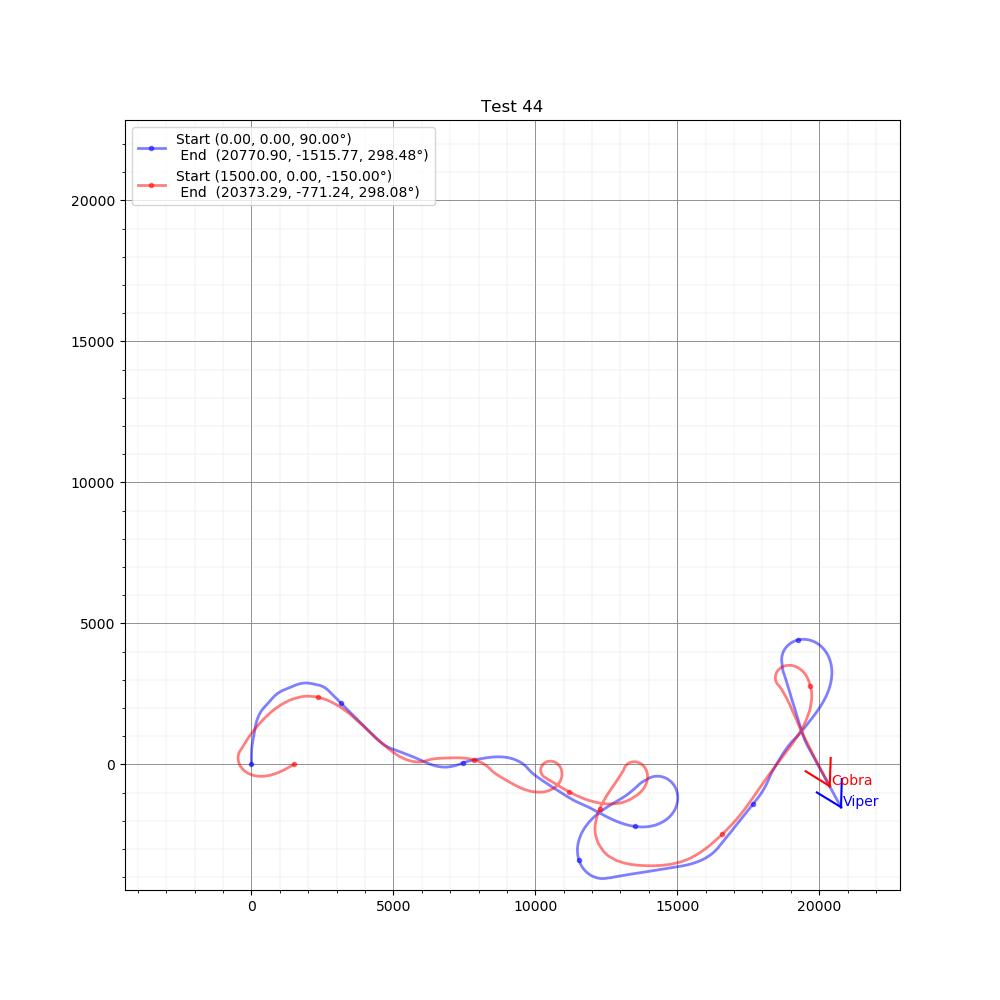 Test 44
Start (0.00, 0.00, 90.00°)
End  (20770.90, -1515.77, 298.48°)
Start (1500.00, 0.00, -150.00°)
End  (20373.29, -771.24, 298.08°)
20000
15000
10000
5000
0
Cobra
Viper
0 5000 10000 15000 20000